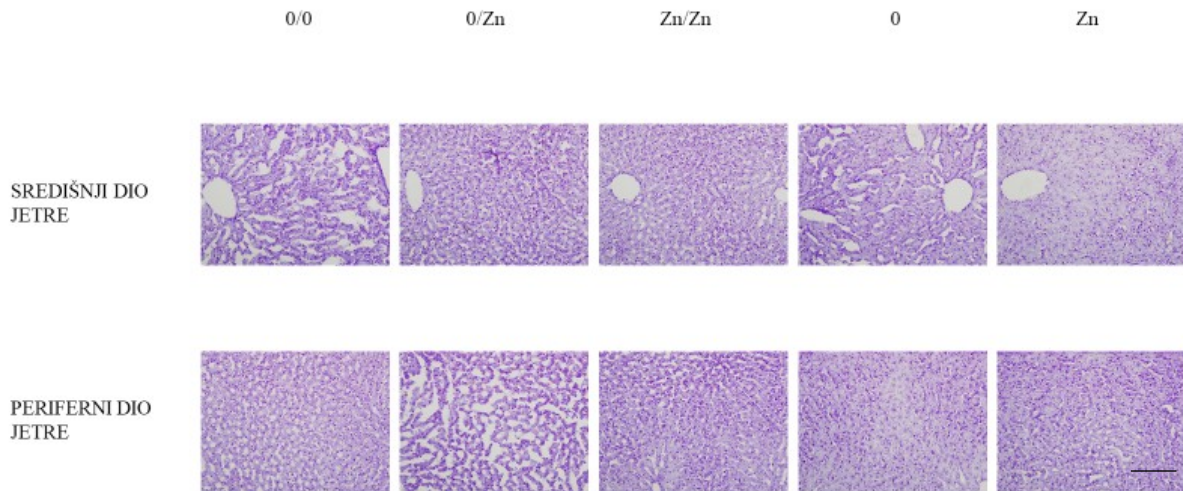 0/0 0/Zn Zn/Zn 0 Zn
SREDIŠNJI DIO
JETRE
PERIFERNI DIO
JETRE